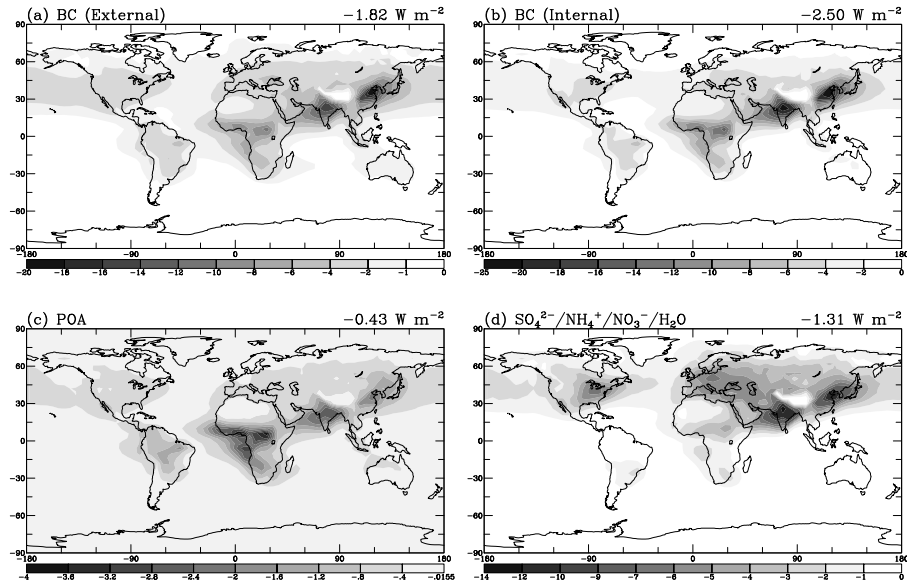 (a) BC (External) −1.82 W m⁻²
90
60
30
0
−30
−60
−90
−180 −90 0 90 180
−20 −18 −16 −14 −12 −10 −8 −6 −4 −2 −1 0
(b) BC (Internal) −2.50 W m⁻²
90
60
30
0
−30
−60
−90
−180 −90 0 90 180
−25 −20 −18 −16 −14 −12 −10 −8 −6 −4 −2 0
(c) POA −0.43 W m⁻²
90
60
30
0
−30
−60
−90
−180 −90 0 90 180
−4 −3.6 −3.2 −2.8 −2.4 −2 −1.6 −1.2 −.8 −.4 −.0155
(d) SO₄²⁻/NH₄⁺/NO₃⁻/H₂O −1.31 W m⁻²
90
60
30
0
−30
−60
−90
−180 −90 0 90 180
−14 −12 −10 −9 −7 −5 −4 −3 −2 −1 0